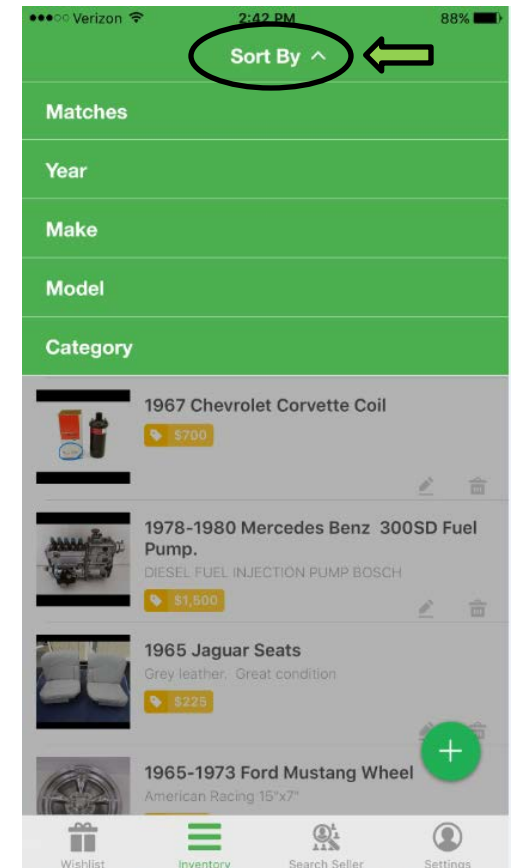 Verizon 2:42 PM 88%
Sort By
Matches
Year
Make
Model
Category
1967 Chevrolet Corvette Coil
$700
1978-1980 Mercedes Benz 300SD Fuel
Pump.
DIESEL FUEL INJECTION PUMP BOSCH
$1,500
1965 Jaguar Seats
Grey leather. Great condition
$225
1965-1973 Ford Mustang Wheel
American Racing 15"x7"
Wishlist Inventory Search Seller Settings